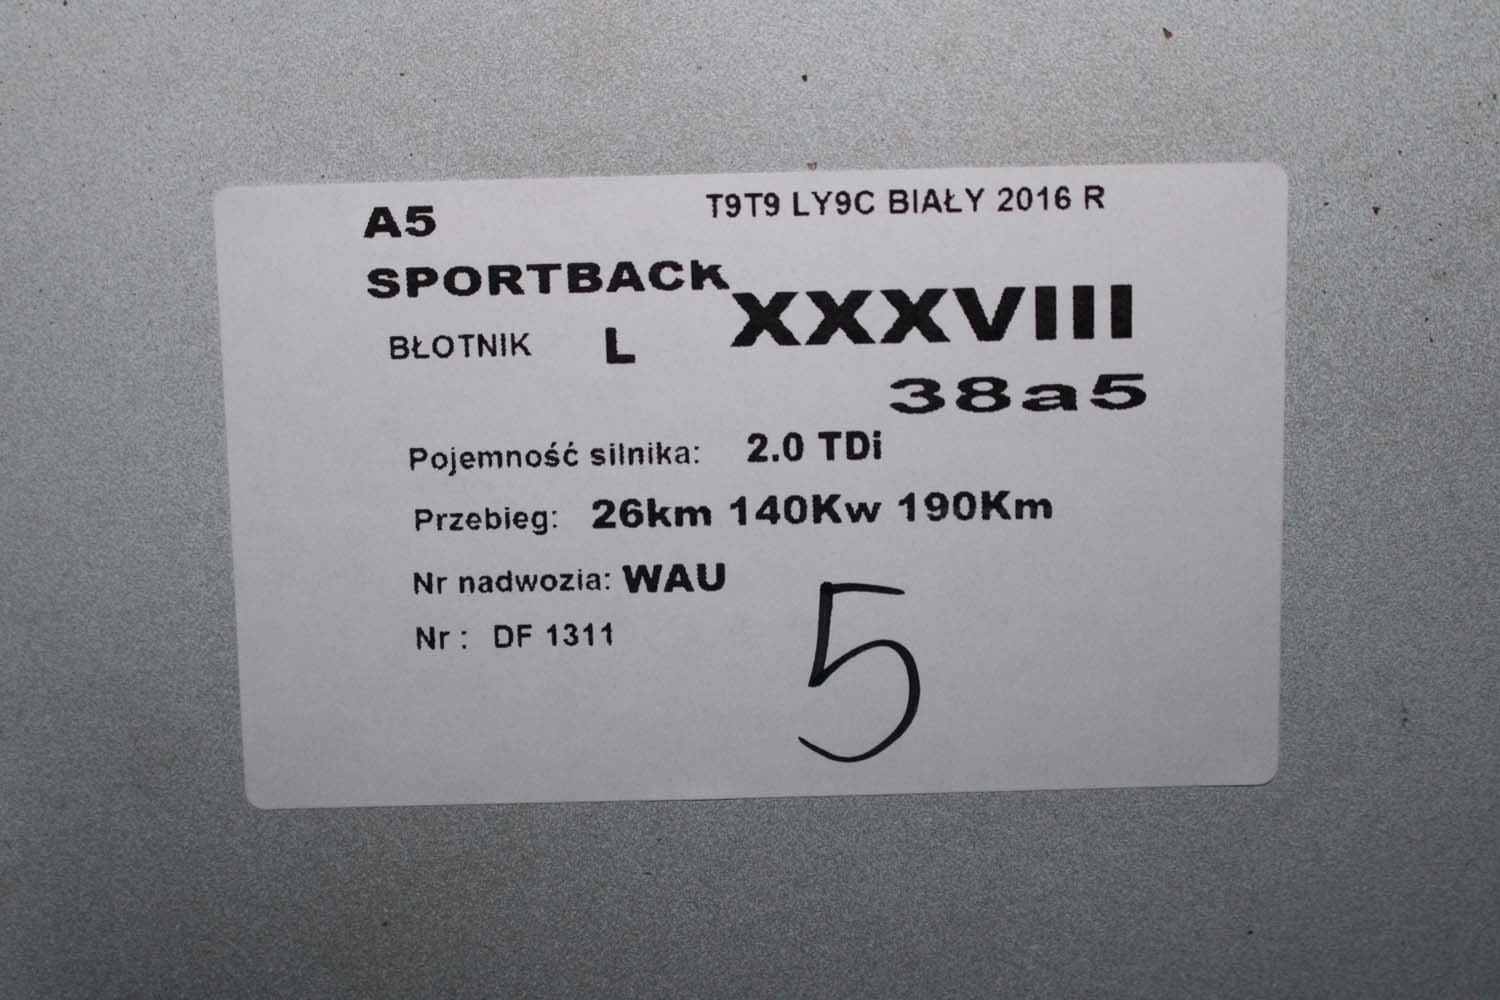 T9T9 LY9C BIAŁY 2016 R
A5
SPORTBACK
XXXVIII
BŁOTNIK L
38a5
Pojemność silnika: 2.0 TDi
Przebieg: 26km 140Kw 190Km
Nr nadwozia: WAU
Nr : DF 1311
5